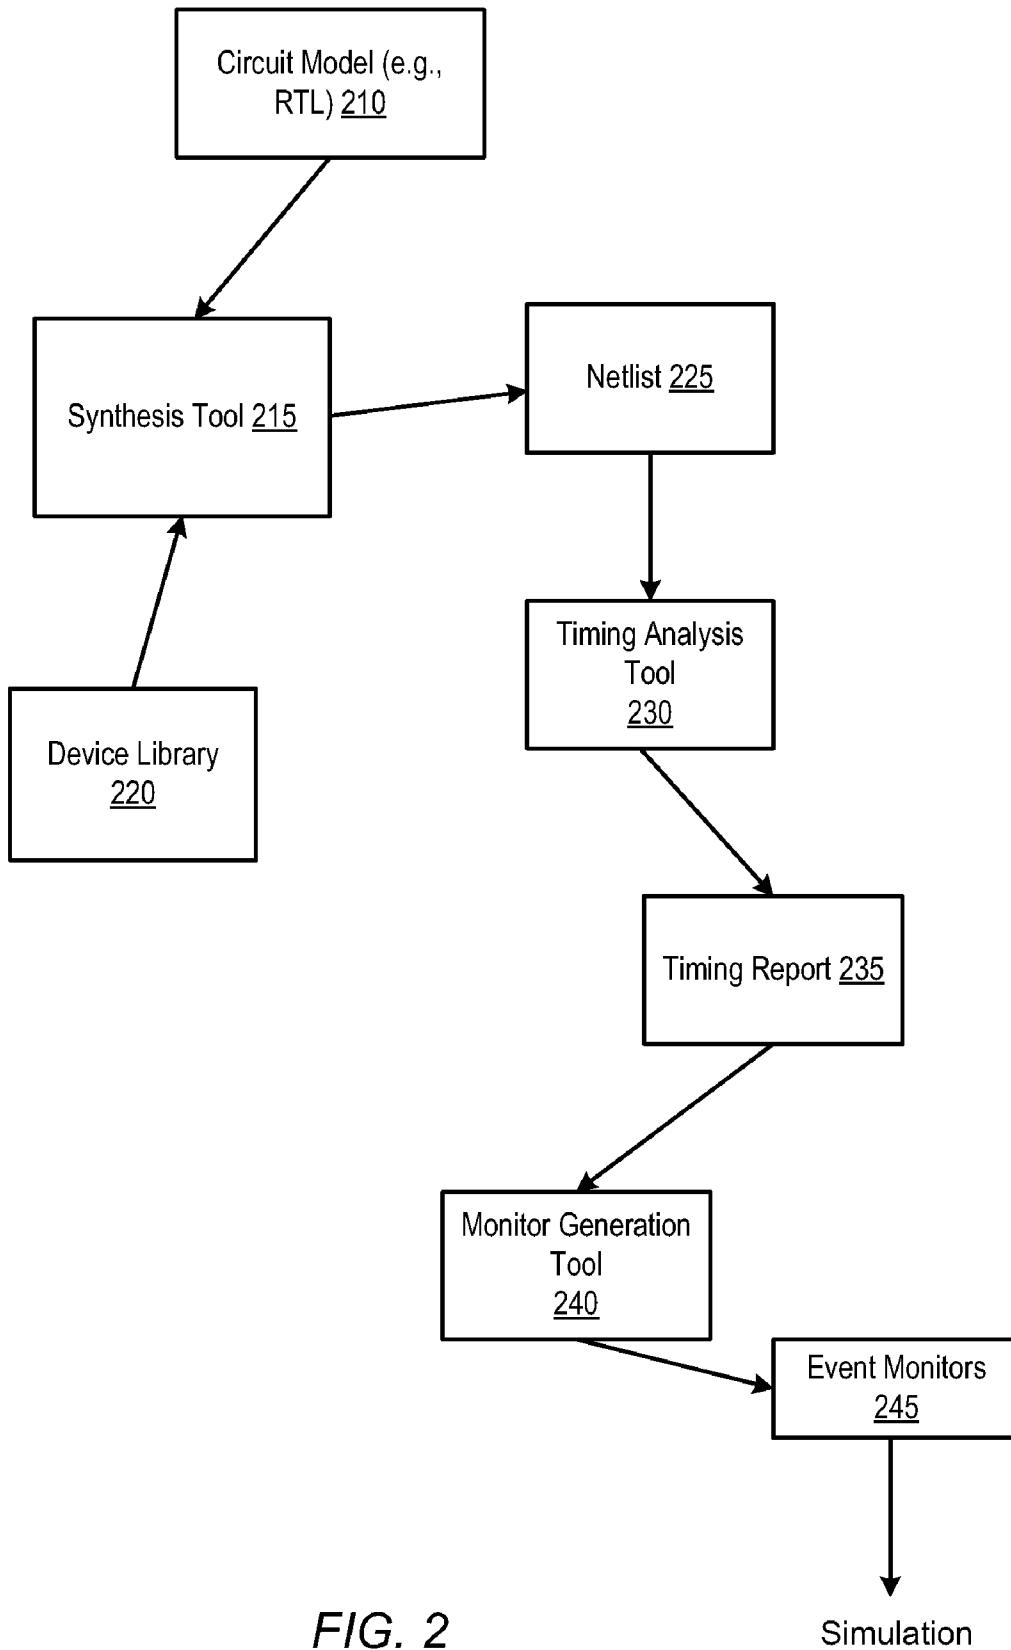 Circuit Model (e.g.,
RTL) 210
Synthesis Tool 215
Netlist 225
Timing Analysis
Tool
230
Device Library
220
Timing Report 235
Monitor Generation
Tool
240
Event Monitors
245
Simulation
FIG. 2